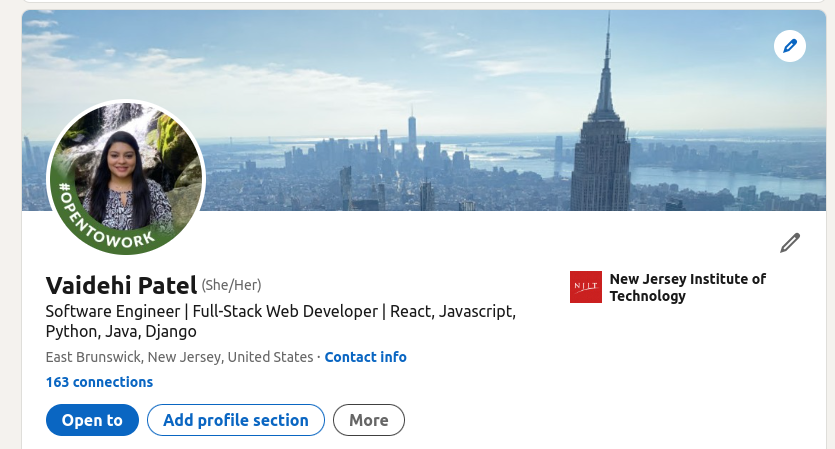 #OPENTOWORK
Vaidehi Patel (She/Her)
Software Engineer | Full-Stack Web Developer | React, Javascript,
Python, Java, Django
East Brunswick, New Jersey, United States · Contact info
163 connections
Open to
Add profile section
More
NJIT
New Jersey Institute of
Technology